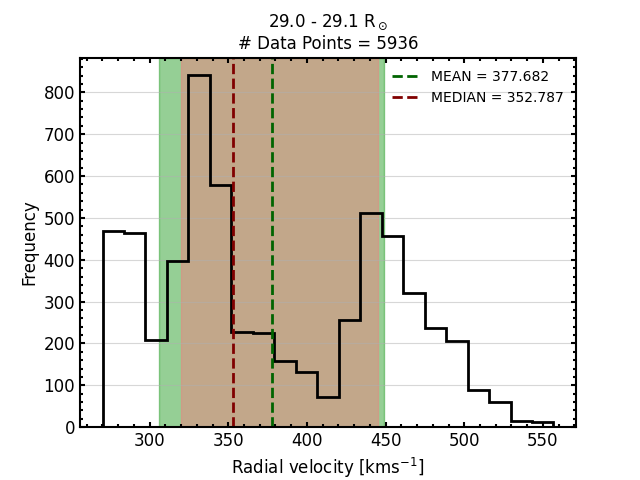 29.0 - 29.1 R⊙
# Data Points = 5936
MEAN = 377.682
MEDIAN = 352.787
800
700
600
500
400
300
200
100
0
Frequency
300 350 400 450 500 550
Radial velocity [kms⁻¹]